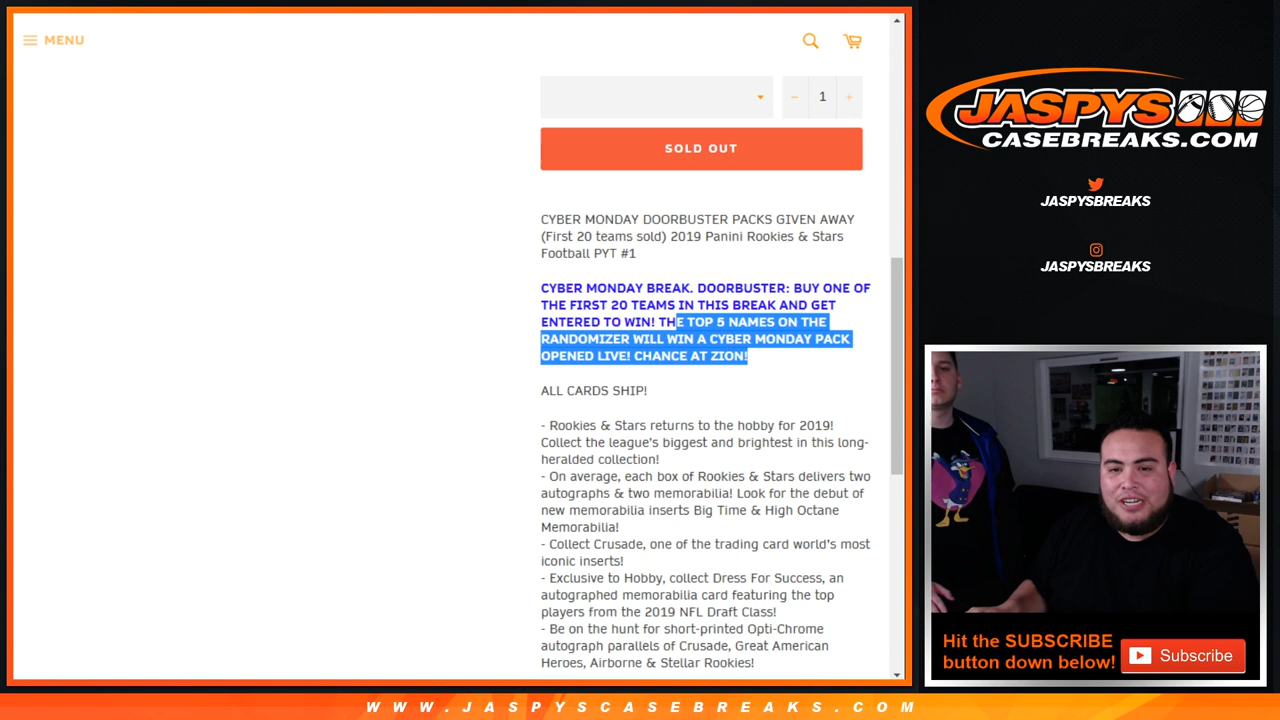 MENU
1
SOLD OUT
CYBER MONDAY DOORBUSTER PACKS GIVEN AWAY
(First 20 teams sold) 2019 Panini Rookies & Stars
Football PYT #1
CYBER MONDAY BREAK. DOORBUSTER: BUY ONE OF
THE FIRST 20 TEAMS IN THIS BREAK AND GET
ENTERED TO WIN! THE TOP 5 NAMES ON THE
RANDOMIZER WILL WIN A CYBER MONDAY PACK
OPENED LIVE! CHANCE AT ZION!
ALL CARDS SHIP!
- Rookies & Stars returns to the hobby for 2019!
Collect the league's biggest and brightest in this long-
heralded collection!
- On average, each box of Rookies & Stars delivers two
autographs & two memorabilia! Look for the debut of
new memorabilia inserts Big Time & High Octane
Memorabilia!
- Collect Crusade, one of the trading card world's most
iconic inserts!
- Exclusive to Hobby, collect Dress For Success, an
autographed memorabilia card featuring the top
players from the 2019 NFL Draft Class!
- Be on the hunt for short-printed Opti-Chrome
autograph parallels of Crusade, Great American
Heroes, Airborne & Stellar Rookies!
JASPYS
CASEBREAKS.COM
JASPYSBREAKS
JASPYSBREAKS
Hit the SUBSCRIBE
button down below!
Subscribe
WWW.JASPYSCASEBREAKS.COM